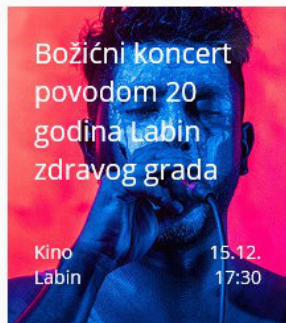 Božićni koncert
povodom 20
godina Labin
zdravog grada
Kino 15.12.
Labin 17:30